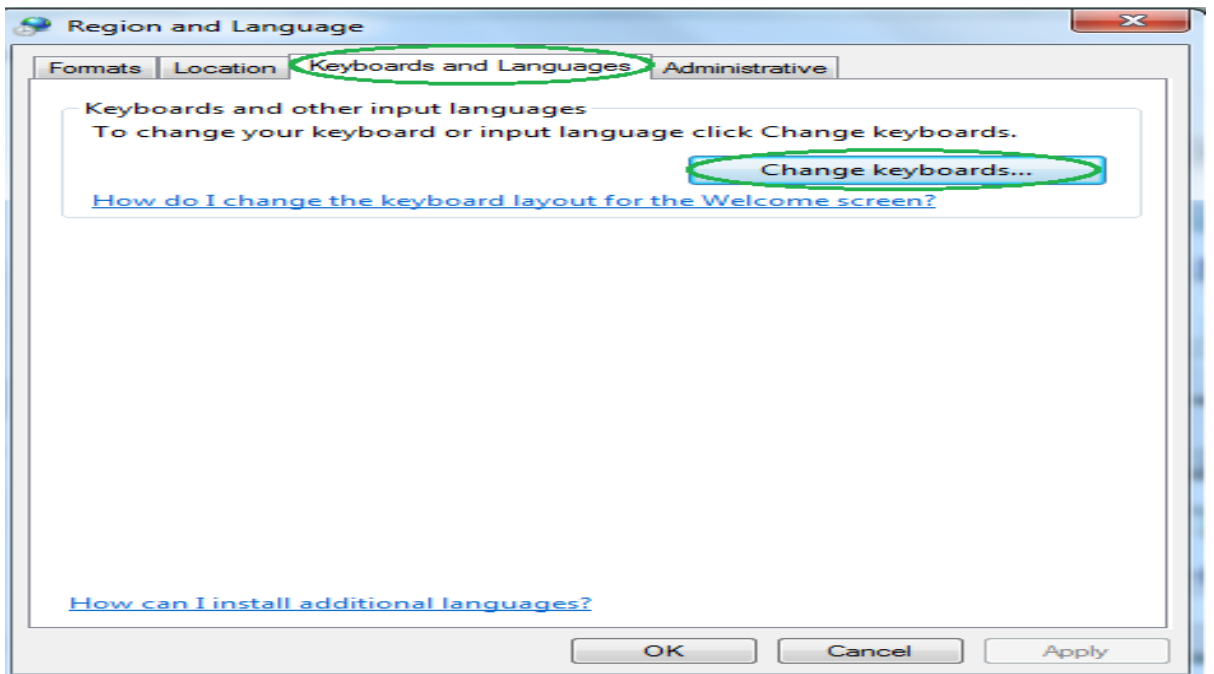 Region and Language
Formats Location Keyboards and Languages Administrative
Keyboards and other input languages
To change your keyboard or input language click Change keyboards.
Change keyboards...
How do I change the keyboard layout for the Welcome screen?
How can I install additional languages?
OK Cancel Apply